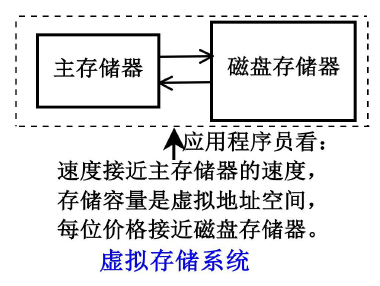 主存储器
磁盘存储器
应用程序员看：
速度接近主存储器的速度，
存储容量是虚拟地址空间，
每位价格接近磁盘存储器。
虚拟存储系统